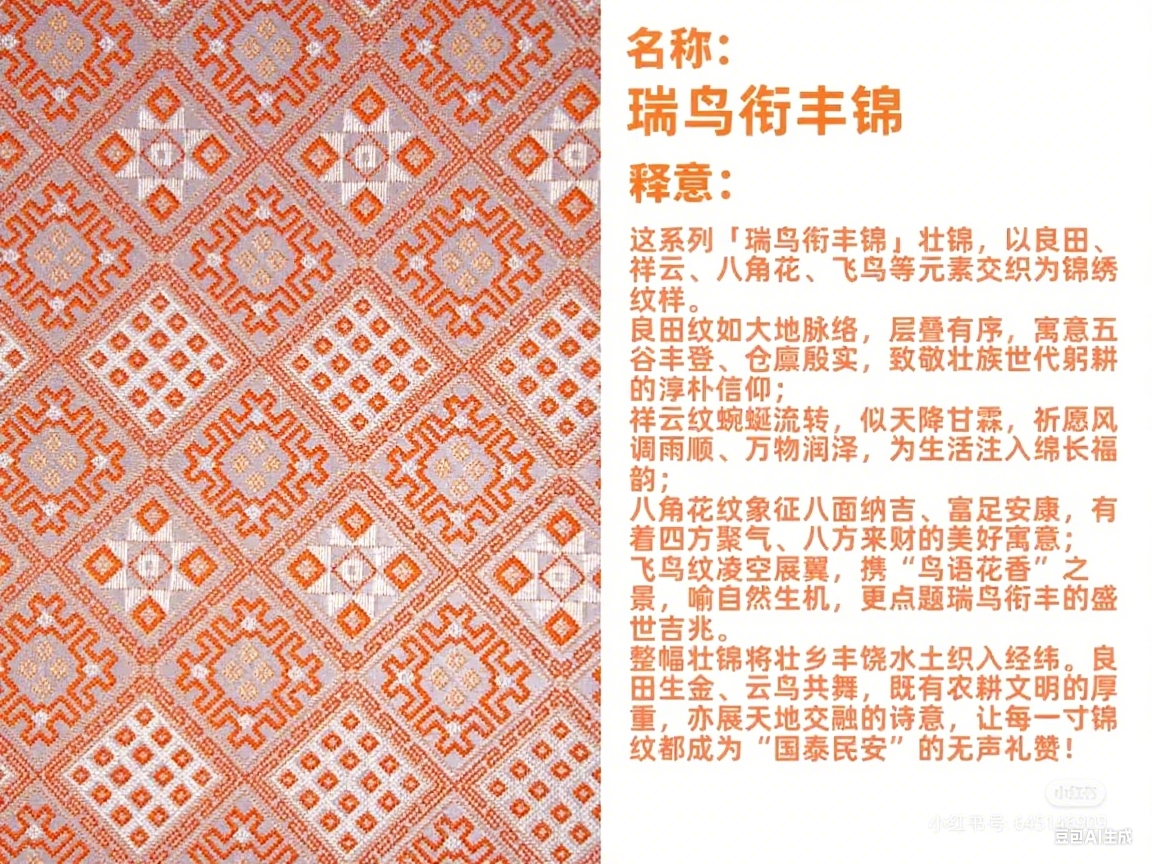 名称：
瑞鸟衔丰锦
释意：
这系列「瑞鸟衔丰锦」壮锦，以良田、
祥云、八角花、飞鸟等元素交织为锦绣
纹样。
良田纹如大地脉络，层叠有序，寓意五
谷丰登、仓廪殷实，致敬壮族世代躬耕
的淳朴信仰；
祥云纹蜿蜒流转，似天降甘霖，祈愿风
调雨顺、万物润泽，为生活注入绵长福
韵；
八角花纹象征八面纳吉、富足安康，有
着四方聚气、八方来财的美好寓意；
飞鸟纹凌空展翼，携“鸟语花香”之
景，喻自然生机，更点题瑞鸟衔丰的盛
世吉兆。
整幅壮锦将壮乡丰饶水土织入经纬。良
田生金、云鸟共舞，既有农耕文明的厚
重，亦展天地交融的诗意，让每一寸锦
纹都成为“国泰民安”的无声礼赞！
小红书
小红书号
豆包AI生成